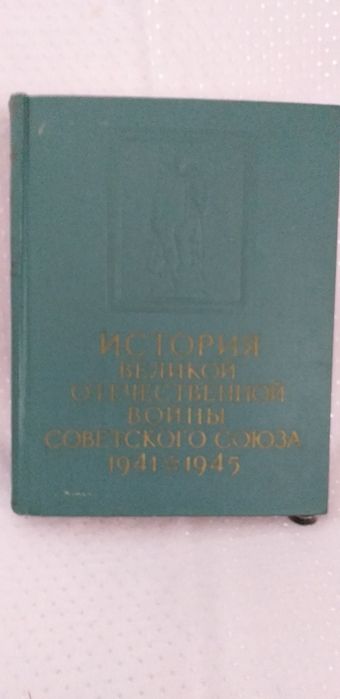 ИСТОРИЯ
ВЕЛИКОЙ
ОТЕЧЕСТВЕННОЙ
ВОЙНЫ
СОВЕТСКОГО СОЮЗА
1941 ★ 1945